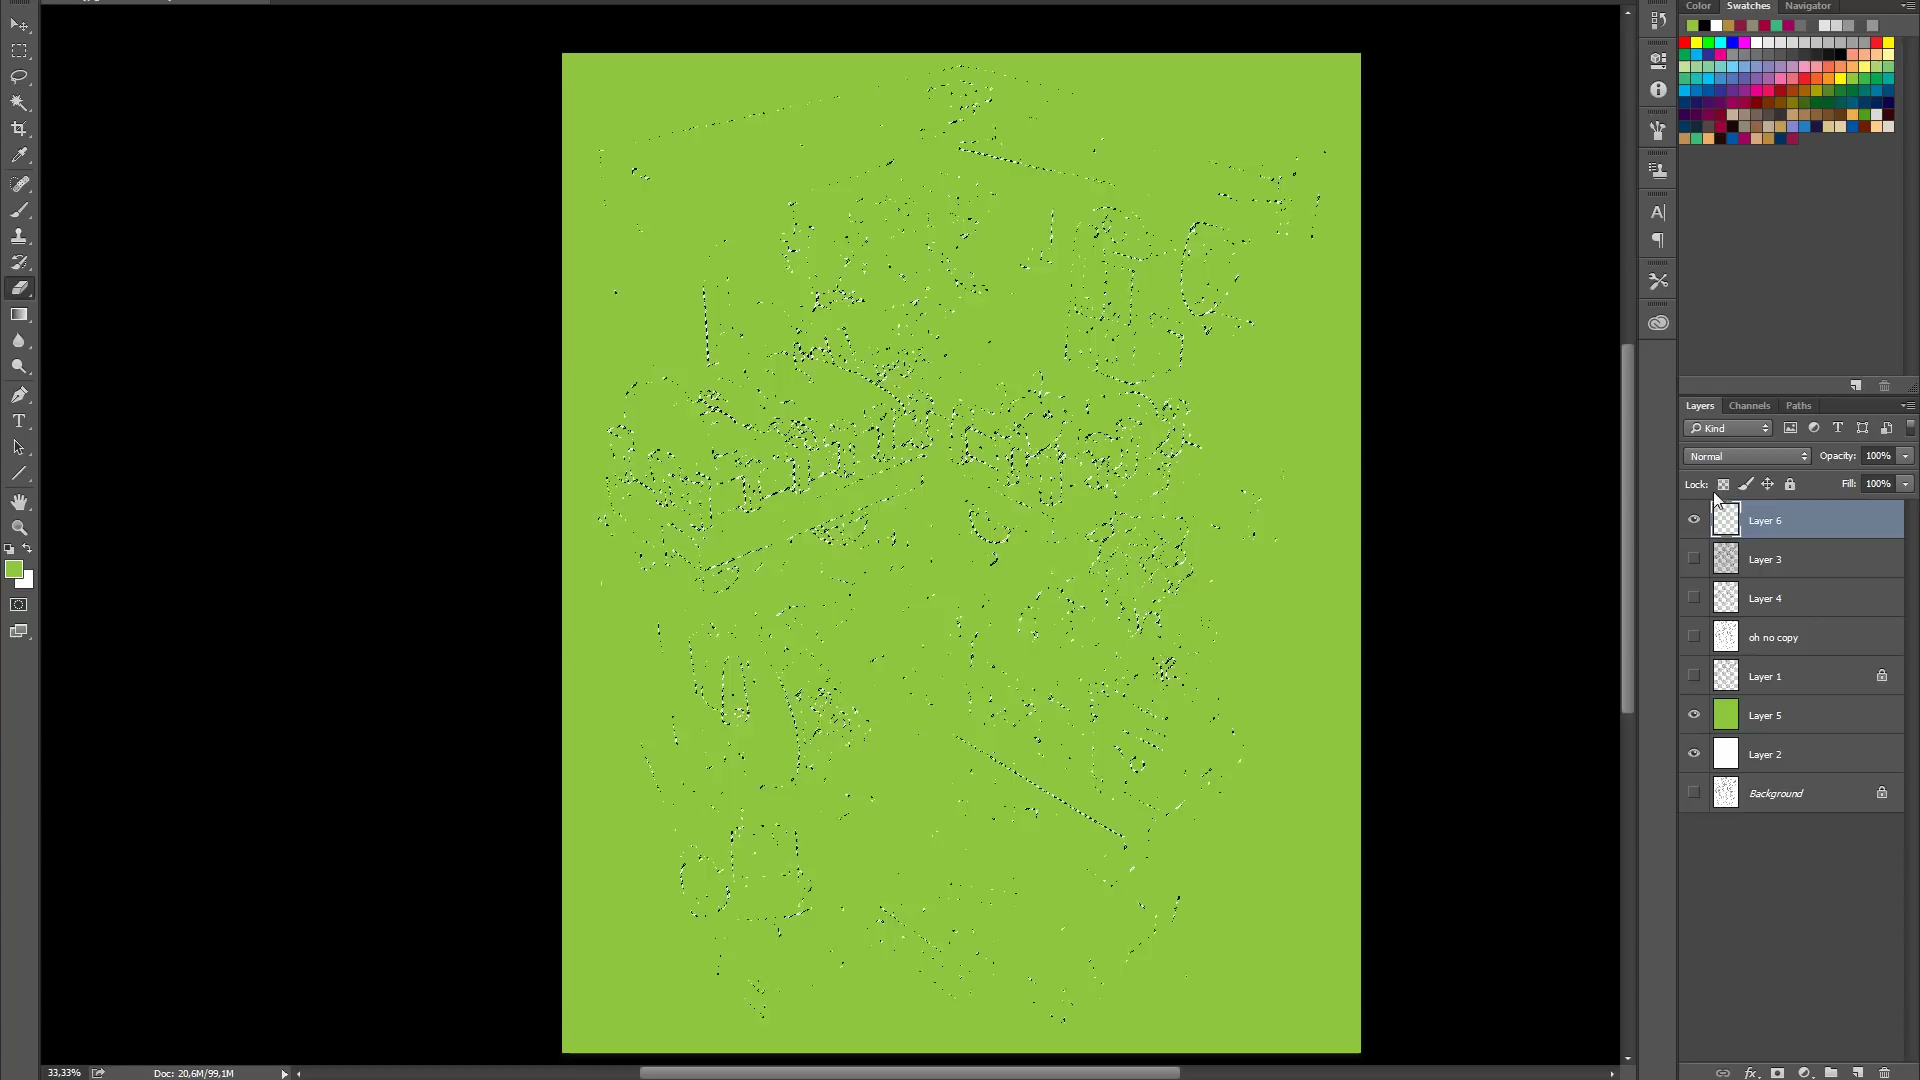 Color Swatches Navigator
Layers Channels Paths
Kind
Normal Opacity: 100%
Lock: Fill: 100%
Layer 6
Layer 3
Layer 4
oh no copy
Layer 1
Layer 5
Layer 2
Background
33,33% Doc: 20,6M/99,1M